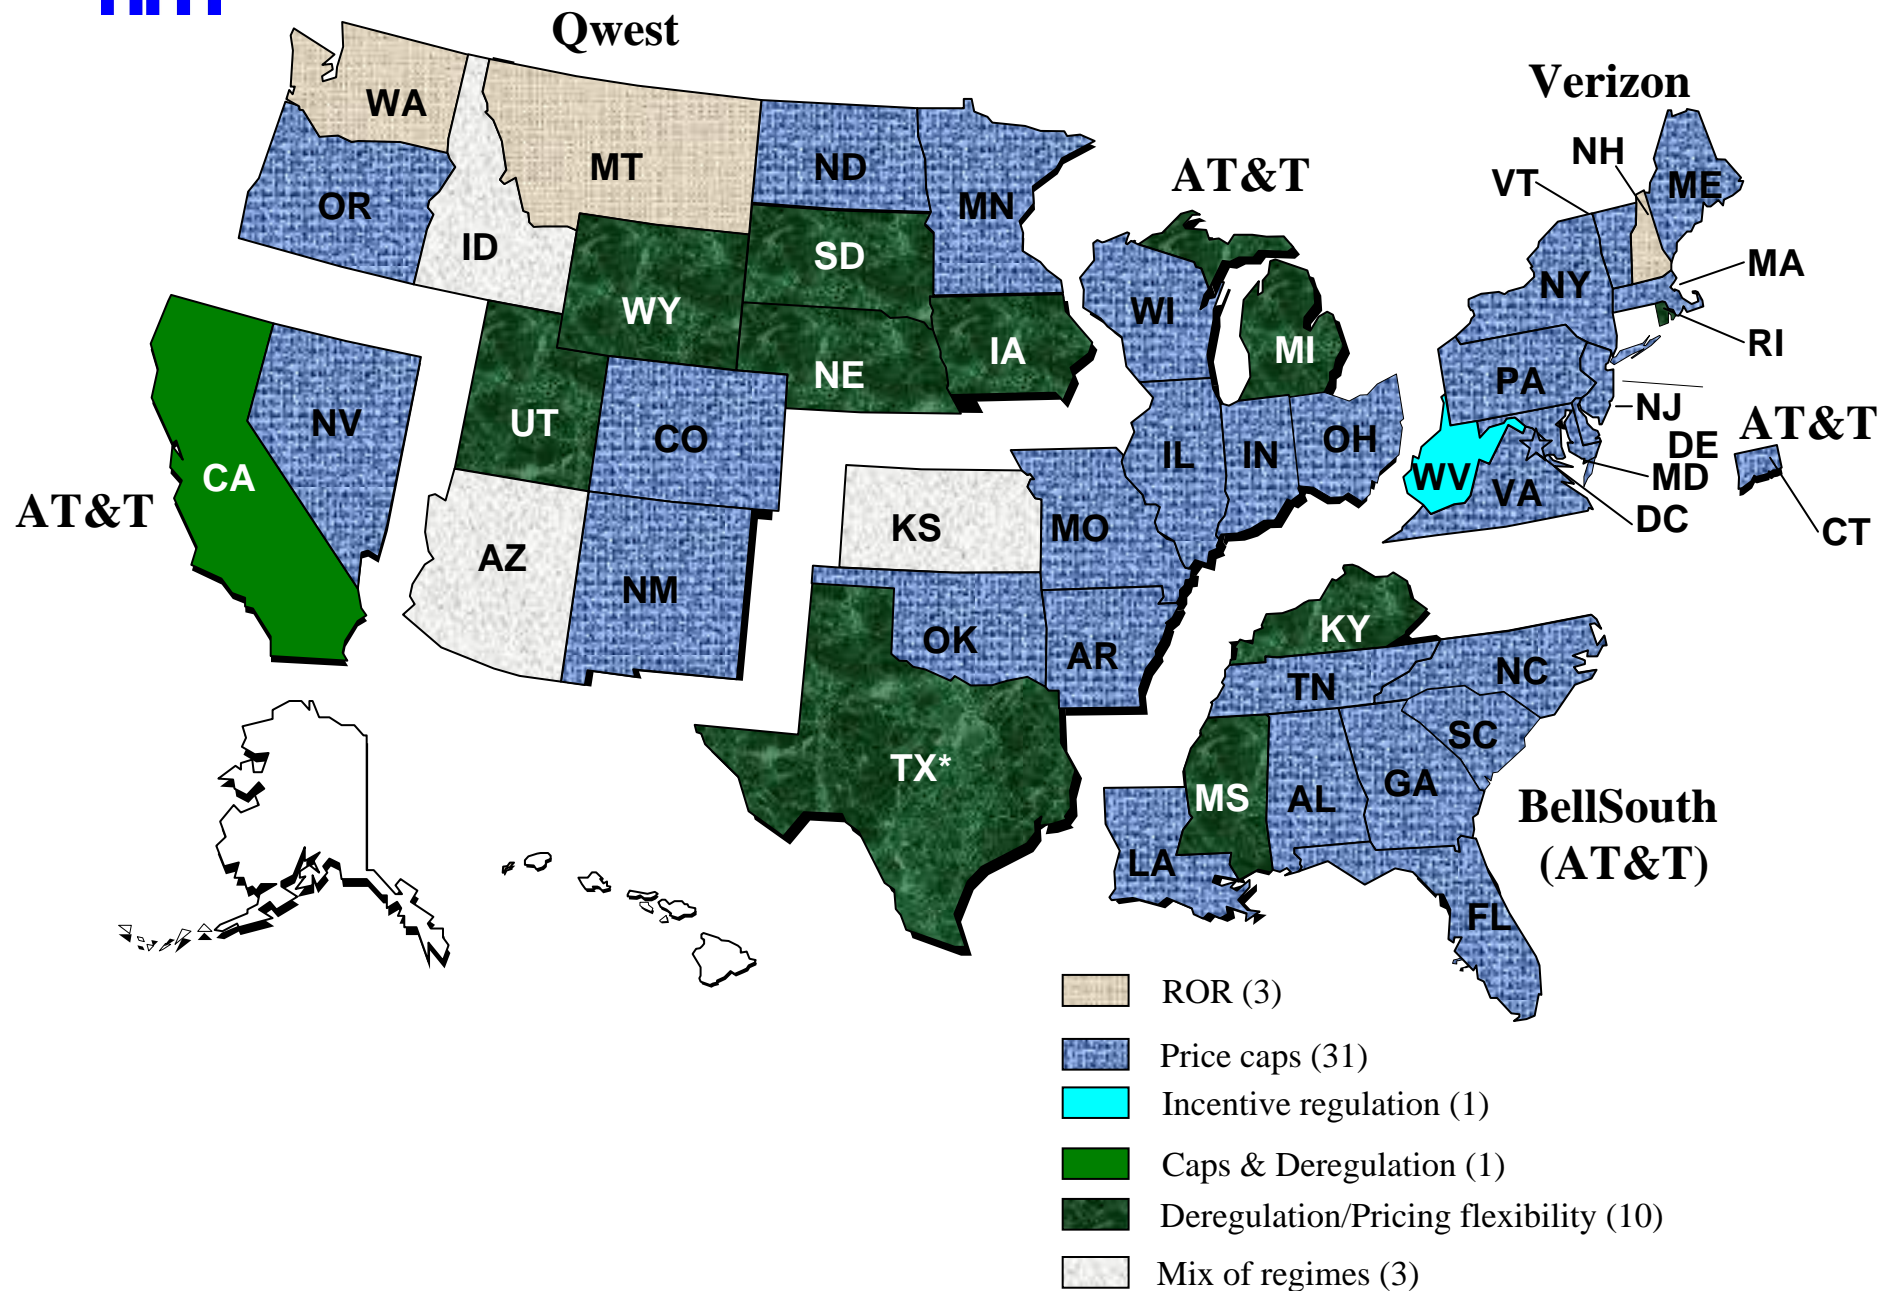 Qwest
Verizon
WA
NH
MT
ND
AT&T
VT
ME
OR
MN
ID
SD
MA
WY
WI
NY
IA
MI
RI
NE
PA
NV
UT
CO
NJ
AT&T
OH
DE
CA
IL
IN
WV
MD
AT&T
VA
KS
MO
DC
CT
AZ
NM
OK
AR
KY
TN
NC
SC
TX*
MS
AL
GA
BellSouth
(AT&T)
LA
FL
ROR (3)
Price caps (31)
Incentive regulation (1)
Caps & Deregulation (1)
Deregulation/Pricing flexibility (10)
Mix of regimes (3)